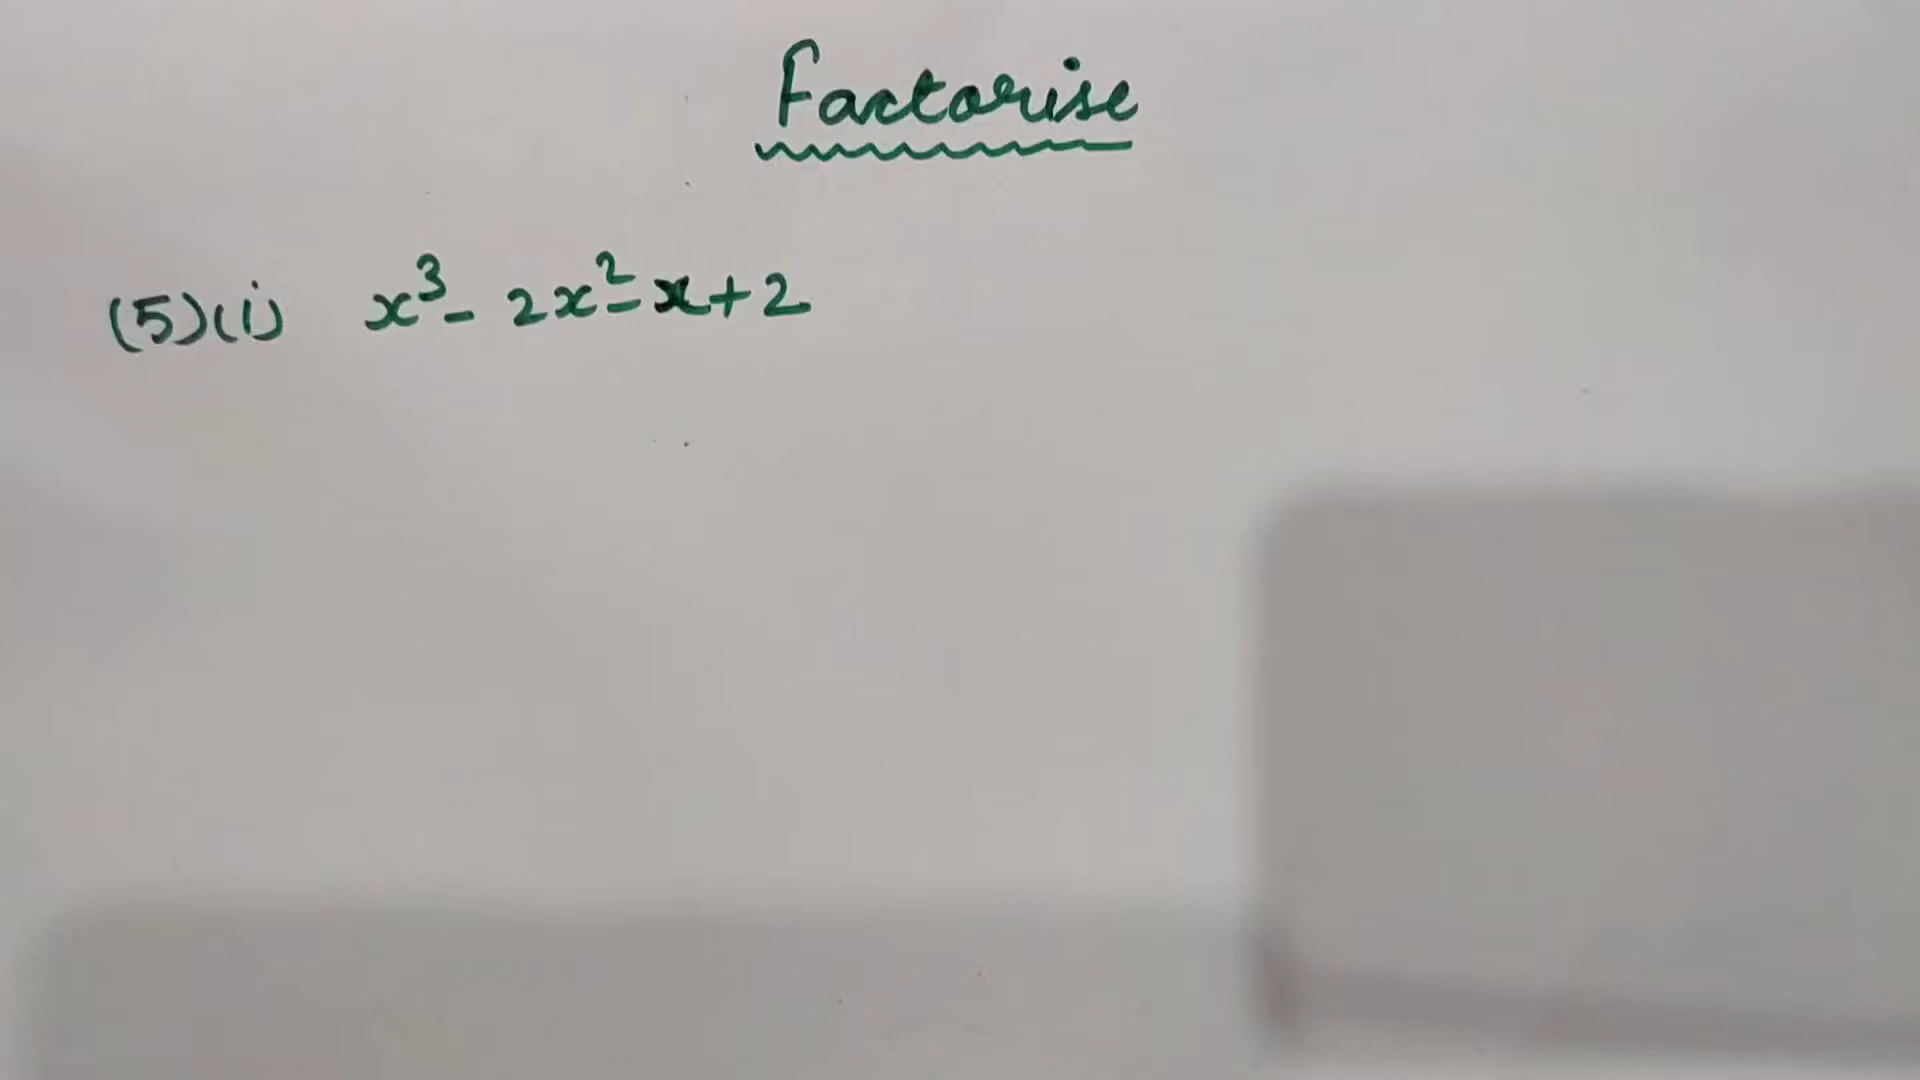 Factorise
(5)(i) x³ - 2x² - x + 2